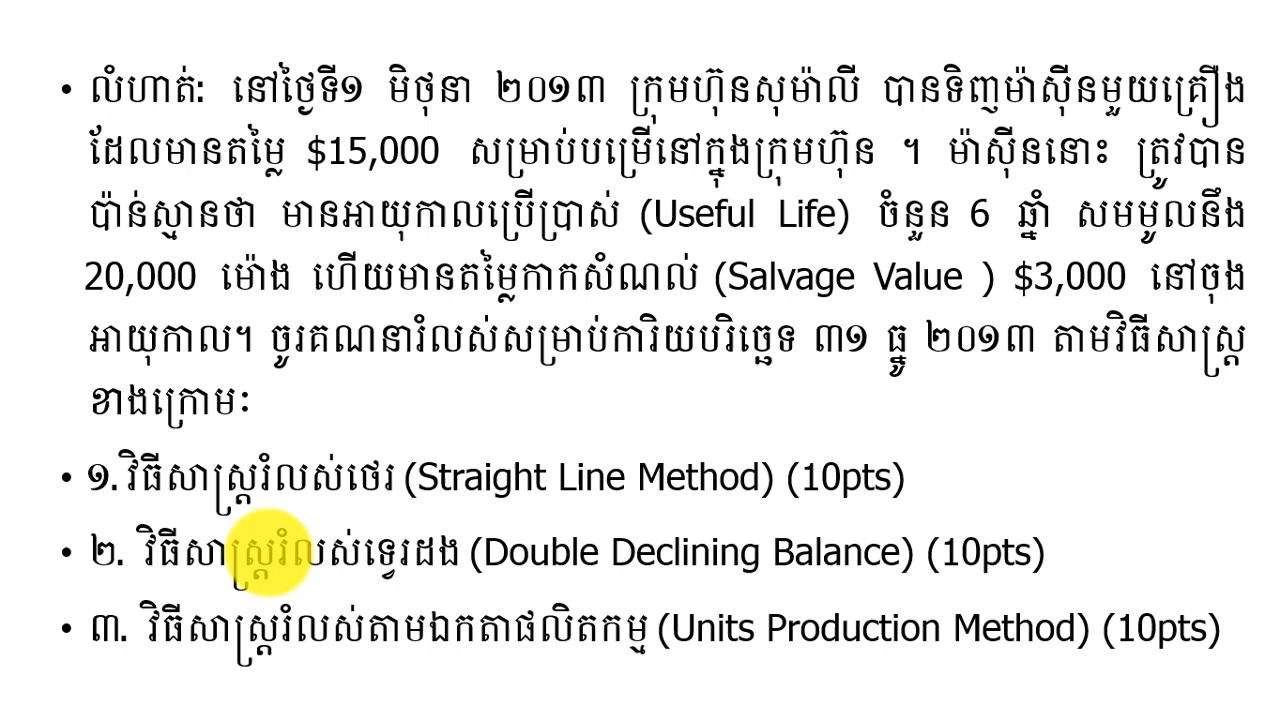 • លំហាត់: នៅថ្ងៃទី១ មិថុនា ២០១៣ ក្រុមហ៊ុនសុម៉ាលី បានទិញម៉ាស៊ីនមួយគ្រឿង
ដែលមានតម្លៃ $15,000 សម្រាប់បម្រើនៅក្នុងក្រុមហ៊ុន ។ ម៉ាស៊ីននោះ ត្រូវបាន
ប៉ាន់ស្មានថា មានអាយុកាលប្រើប្រាស់ (Useful Life) ចំនួន 6 ឆ្នាំ សមមូលនឹង
20,000 ម៉ោង ហើយមានតម្លៃកាកសំណល់ (Salvage Value ) $3,000 នៅចុង
អាយុកាល។ ចូរគណនារំលស់សម្រាប់ការិយបរិច្ឆេទ ៣១ ធ្នូ ២០១៣ តាមវិធីសាស្ត្រ
ខាងក្រោមៈ
• ១. វិធីសាស្ត្ររំលស់ថេរ (Straight Line Method) (10pts)
• ២. វិធីសាស្ត្ររំលស់ទ្វេរដង (Double Declining Balance) (10pts)
• ៣. វិធីសាស្ត្ររំលស់តាមឯកតាផលិតកម្ម (Units Production Method) (10pts)